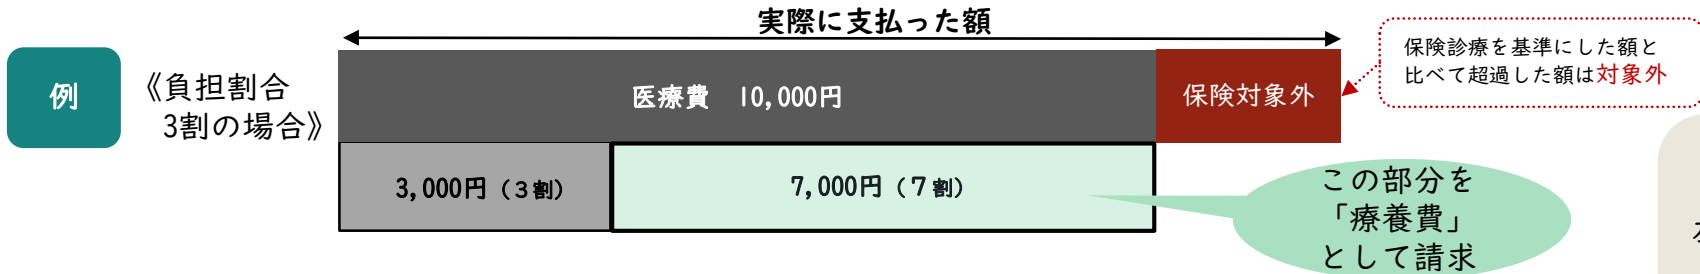 実際に支払った額
例
《負担割合
3割の場合》
医療費　10,000円
保険対象外
保険診療を基準にした額と
比べて超過した額は対象外
3,000円（３割）
7,000円（７割）
この部分を
「療養費」
として請求